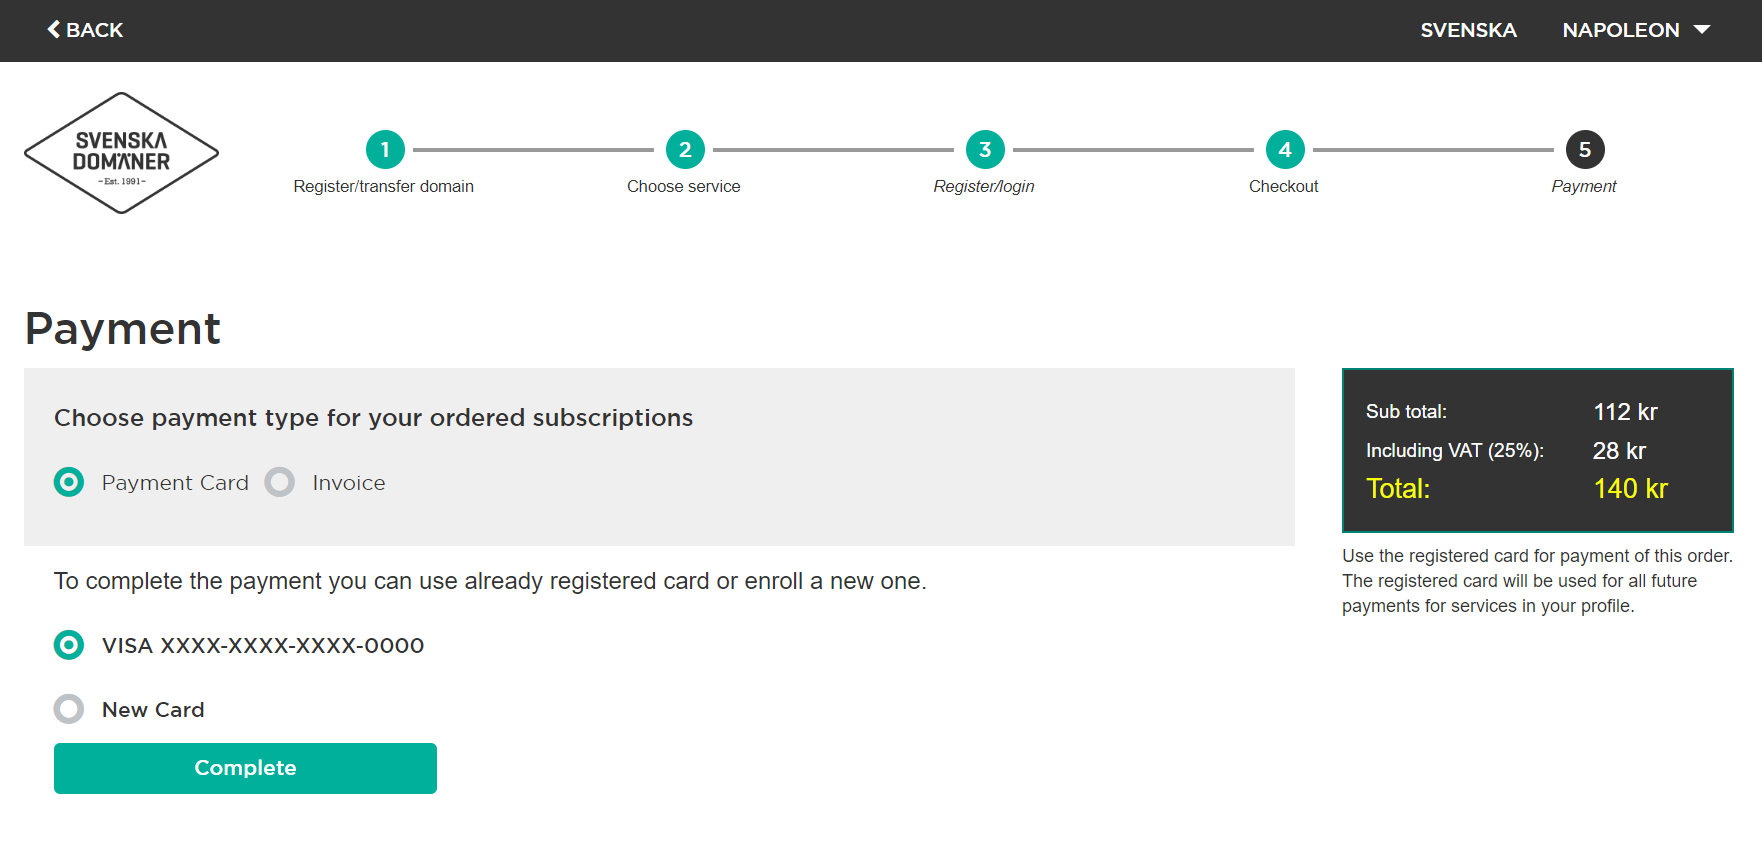 BACK
SVENSKA
NAPOLEON
SVENSKA
DOMÄNER
-Est. 1991-
1
2
3
4
5
Register/transfer domain
Choose service
Register/login
Checkout
Payment
Payment
Choose payment type for your ordered subscriptions
Payment Card
Invoice
To complete the payment you can use already registered card or enroll a new one.
VISA XXXX-XXXX-XXXX-0000
New Card
Complete
Sub total: 112 kr
Including VAT (25%): 28 kr
Total: 140 kr
Use the registered card for payment of this order.
The registered card will be used for all future
payments for services in your profile.